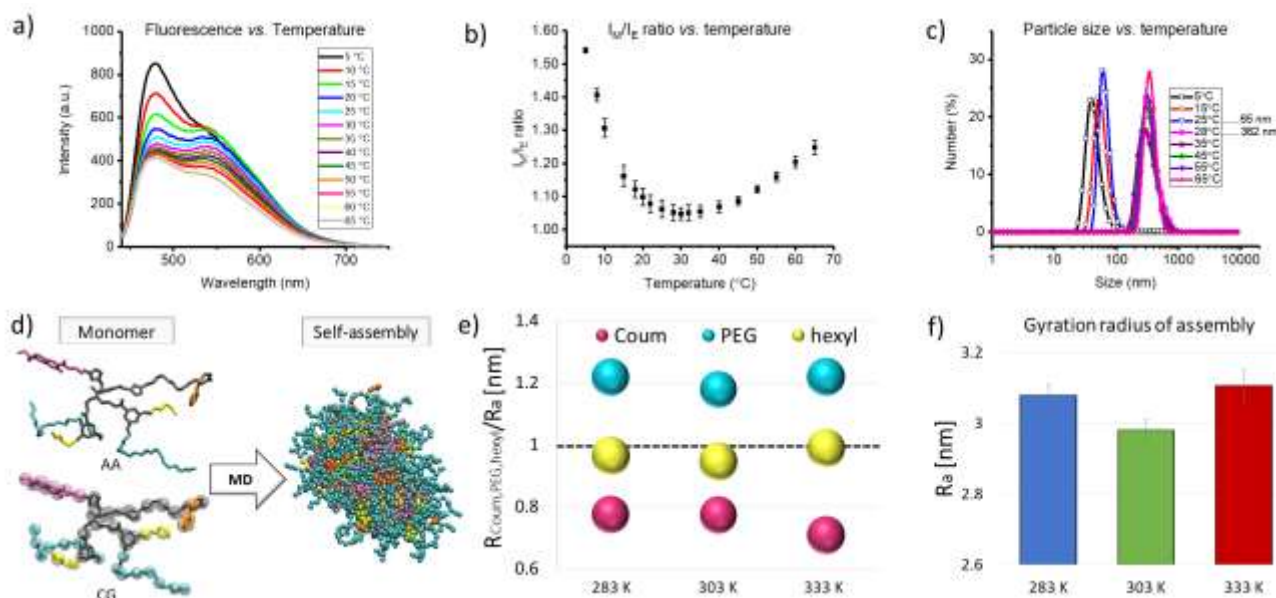 a)
Fluorescence vs. Temperature
1000
800
600
400
200
0
Intensity (a.u.)
500
600
700
Wavelength (nm)
5 °C
10 °C
15 °C
20 °C
25 °C
30 °C
35 °C
40 °C
45 °C
50 °C
55 °C
60 °C
65 °C
b)
I_M/I_E ratio vs. temperature
1.60
1.50
1.40
1.30
1.20
1.10
1.00
I_M/I_E ratio
0
10
20
30
40
50
60
70
Temperature (°C)
c)
Particle size vs. temperature
30
20
10
0
Number (%)
1
10
100
1000
10000
Size (nm)
5°C
25°C
35°C
45°C
55°C
65°C
362 nm
d)
Monomer
Self-assembly
AA
MD
CG
e)
1.4
1.2
1
0.8
0.6
R_Coum,PEG,hexyl/R_a [nm]
Coum
PEG
hexyl
283 K
303 K
333 K
f)
Gyration radius of assembly
3.2
3
2.8
2.6
R_a [nm]
283 K
303 K
333 K